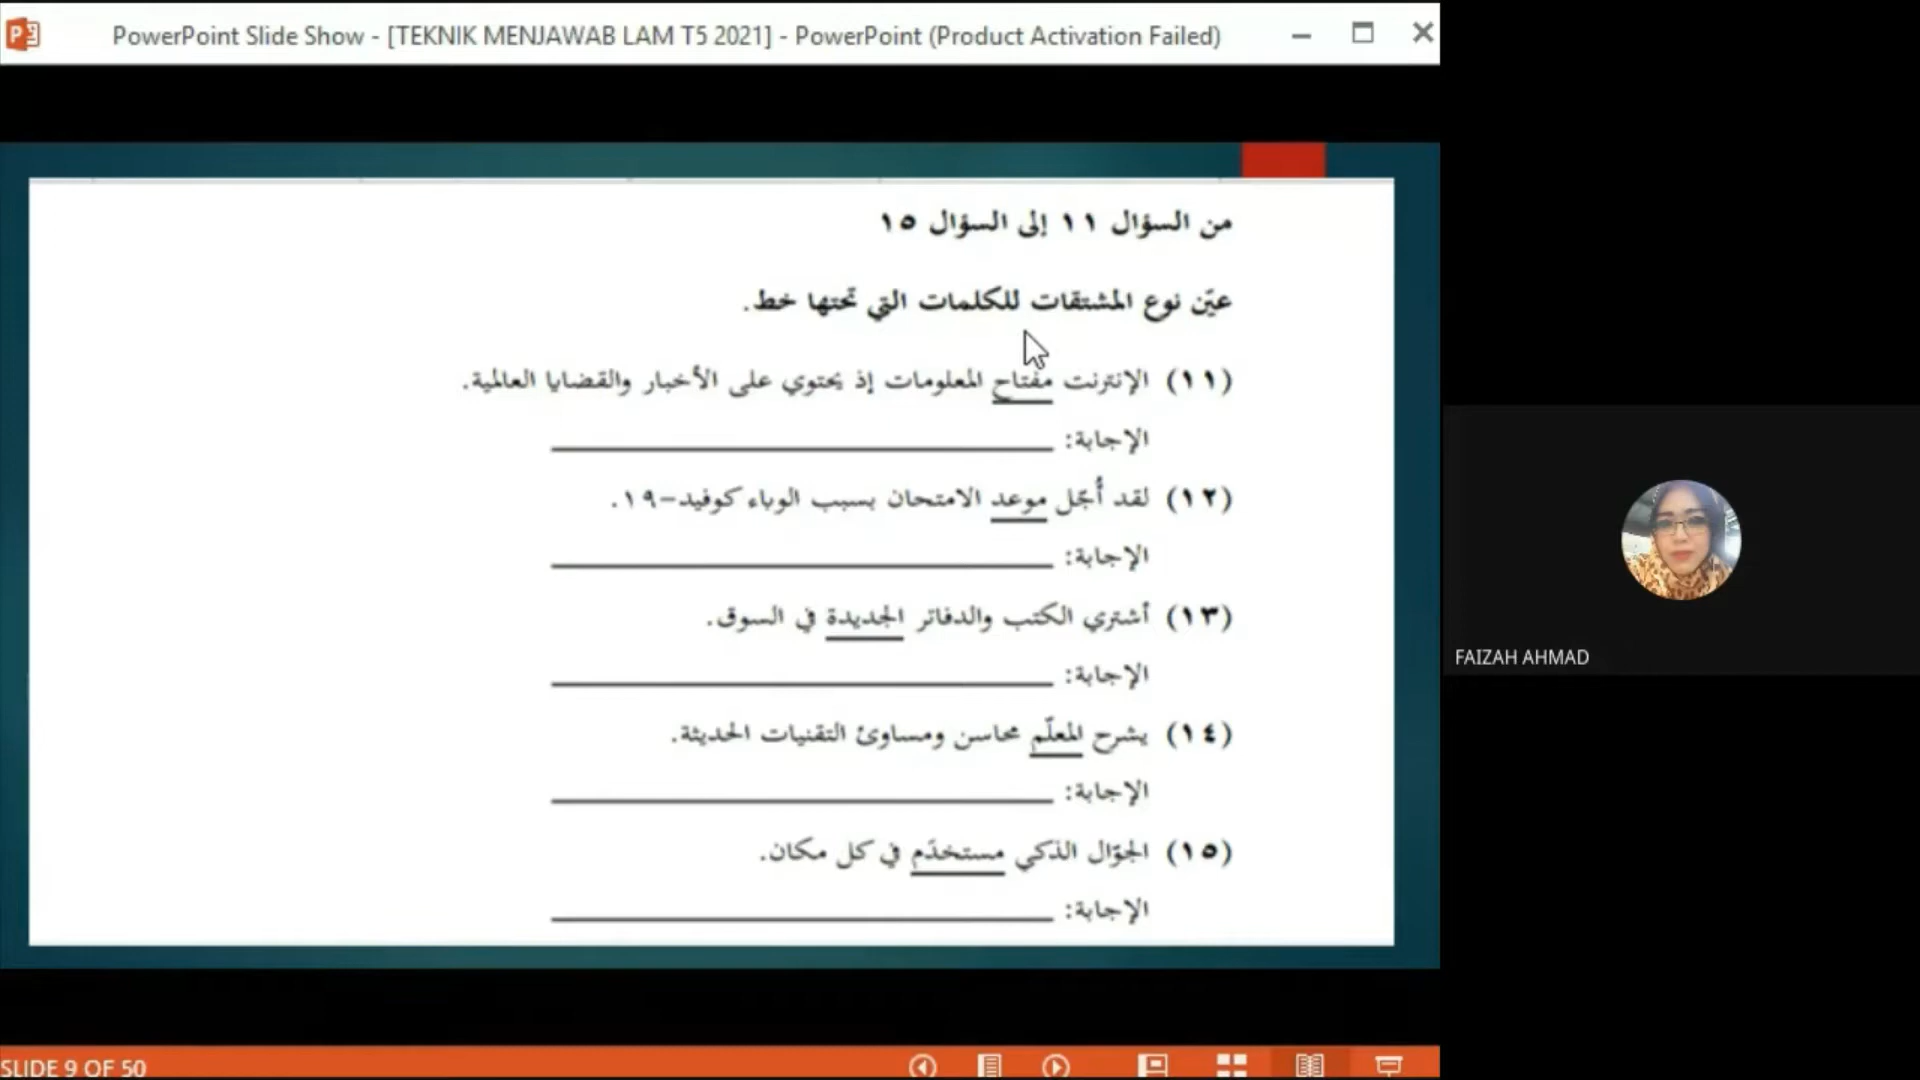 PowerPoint Slide Show - [TEKNIK MENJAWAB LAM T5 2021] - PowerPoint (Product Activation Failed)
من السؤال ١١ إلى السؤال ١٥
عيّن نوع المشتقات للكلمات التي تحتها خط.
(١١) الإنترنت مفتاح المعلومات إذ يحتوي على الأخبار والقضايا العالمية.
الإجابة:
(١٢) لقد أُجّل موعد الامتحان بسبب الوباء كوفيد-١٩.
الإجابة:
(١٣) أشتري الكتب والدفاتر الجديدة في السوق.
الإجابة:
(١٤) يشرح المعلّم محاسن ومساوئ التقنيات الحديثة.
الإجابة:
(١٥) الجوّال الذكي مستخدَم في كل مكان.
الإجابة:
FAIZAH AHMAD
SLIDE 9 OF 50